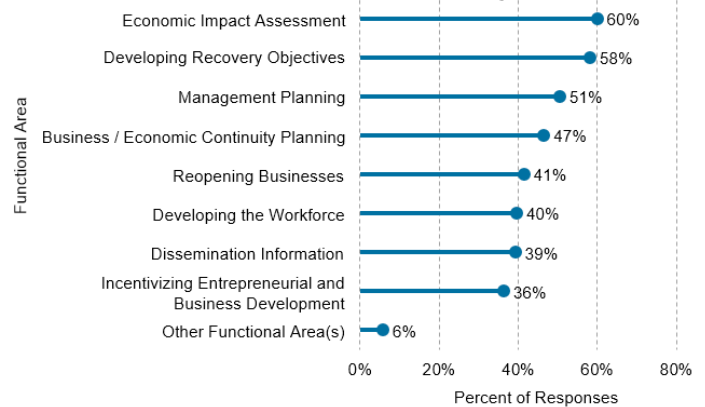 Economic Impact Assessment 60%
Developing Recovery Objectives 58%
Management Planning 51%
Business / Economic Continuity Planning 47%
Reopening Businesses 41%
Developing the Workforce 40%
Dissemination Information 39%
Incentivizing Entrepreneurial and
Business Development 36%
Other Functional Area(s) 6%
Functional Area
0% 20% 40% 60% 80%
Percent of Responses